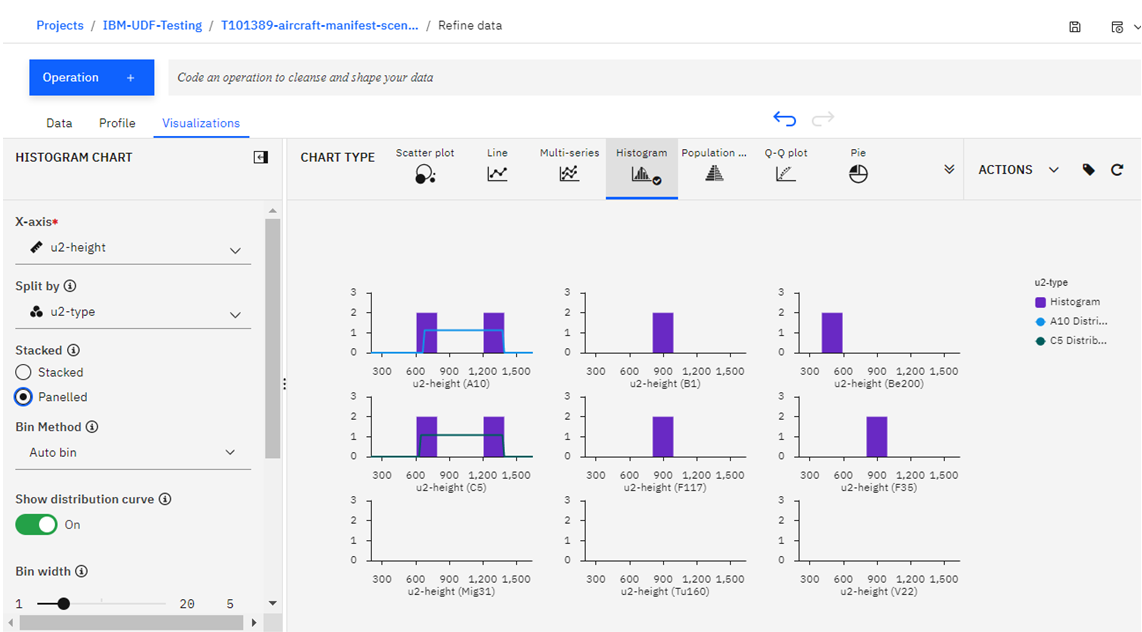 Projects / IBM-UDF-Testing / T101389-aircraft-manifest-scen... / Refine data
Operation +
Code an operation to cleanse and shape your data
Data Profile Visualizations
HISTOGRAM CHART
X-axis*
u2-height
Split by
u2-type
Stacked
Stacked
Panelled
Bin Method
Auto bin
Show distribution curve
On
Bin width
1 20 5
CHART TYPE
Scatter plot Line Multi-series Histogram Population ... Q-Q plot Pie
ACTIONS
3
2
1
0
300 600 900 1,200 1,500
u2-height (A10)
3
2
1
0
300 600 900 1,200 1,500
u2-height (B1)
3
2
1
0
300 600 900 1,200 1,500
u2-height (Be200)
3
2
1
0
300 600 900 1,200 1,500
u2-height (C5)
3
2
1
0
300 600 900 1,200 1,500
u2-height (F117)
3
2
1
0
300 600 900 1,200 1,500
u2-height (F35)
3
2
1
0
300 600 900 1,200 1,500
u2-height (Mig31)
3
2
1
0
300 600 900 1,200 1,500
u2-height (Tu160)
3
2
1
0
300 600 900 1,200 1,500
u2-height (V22)
u2-type
Histogram
A10 Distri...
C5 Distrib...